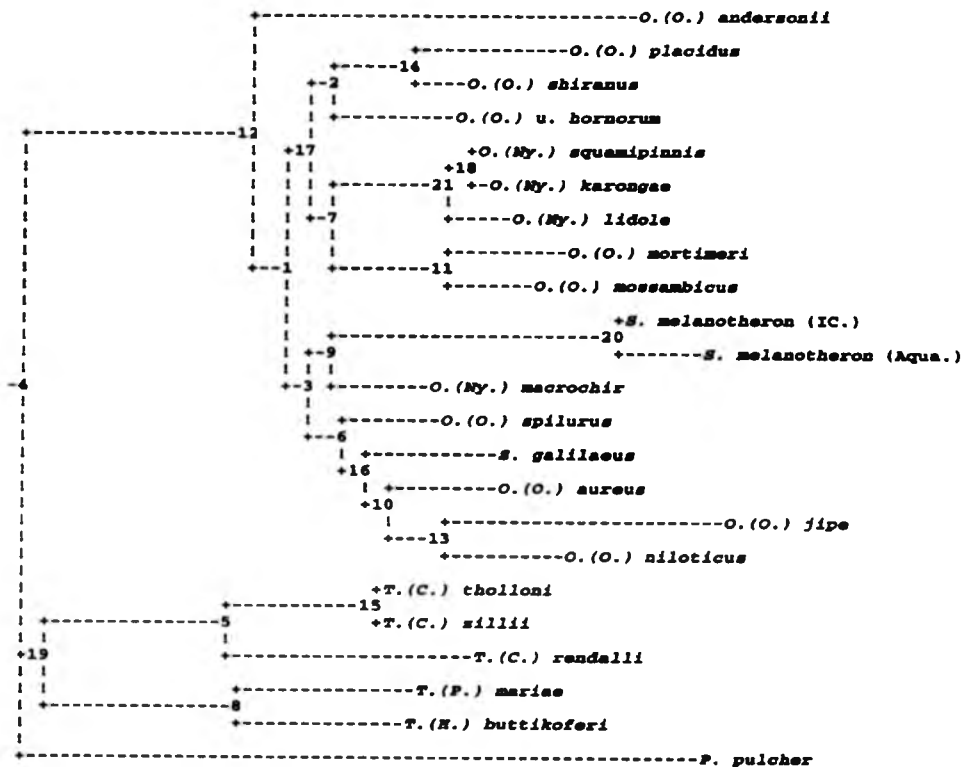 O.(O.) andersonii
O.(O.) placidus
14
2
O.(O.) shiranus
O.(O.) u. hornorum
12
17
O.(Ny.) squamipinnis
18
21
O.(Ny.) karongae
7
O.(Ny.) lidole
O.(O.) mortimeri
1
11
O.(O.) mossambicus
S. melanotheron (IC.)
20
9
S. melanotheron (Aqua.)
4
3
O.(Ny.) macrochir
O.(O.) spilurus
6
S. galilaeus
16
O.(O.) aureus
10
O.(O.) jipe
13
O.(O.) niloticus
T.(C.) tholloni
15
5
T.(C.) zillii
19
T.(C.) rendalli
T.(P.) mariae
8
T.(H.) buttikoferi
P. pulcher